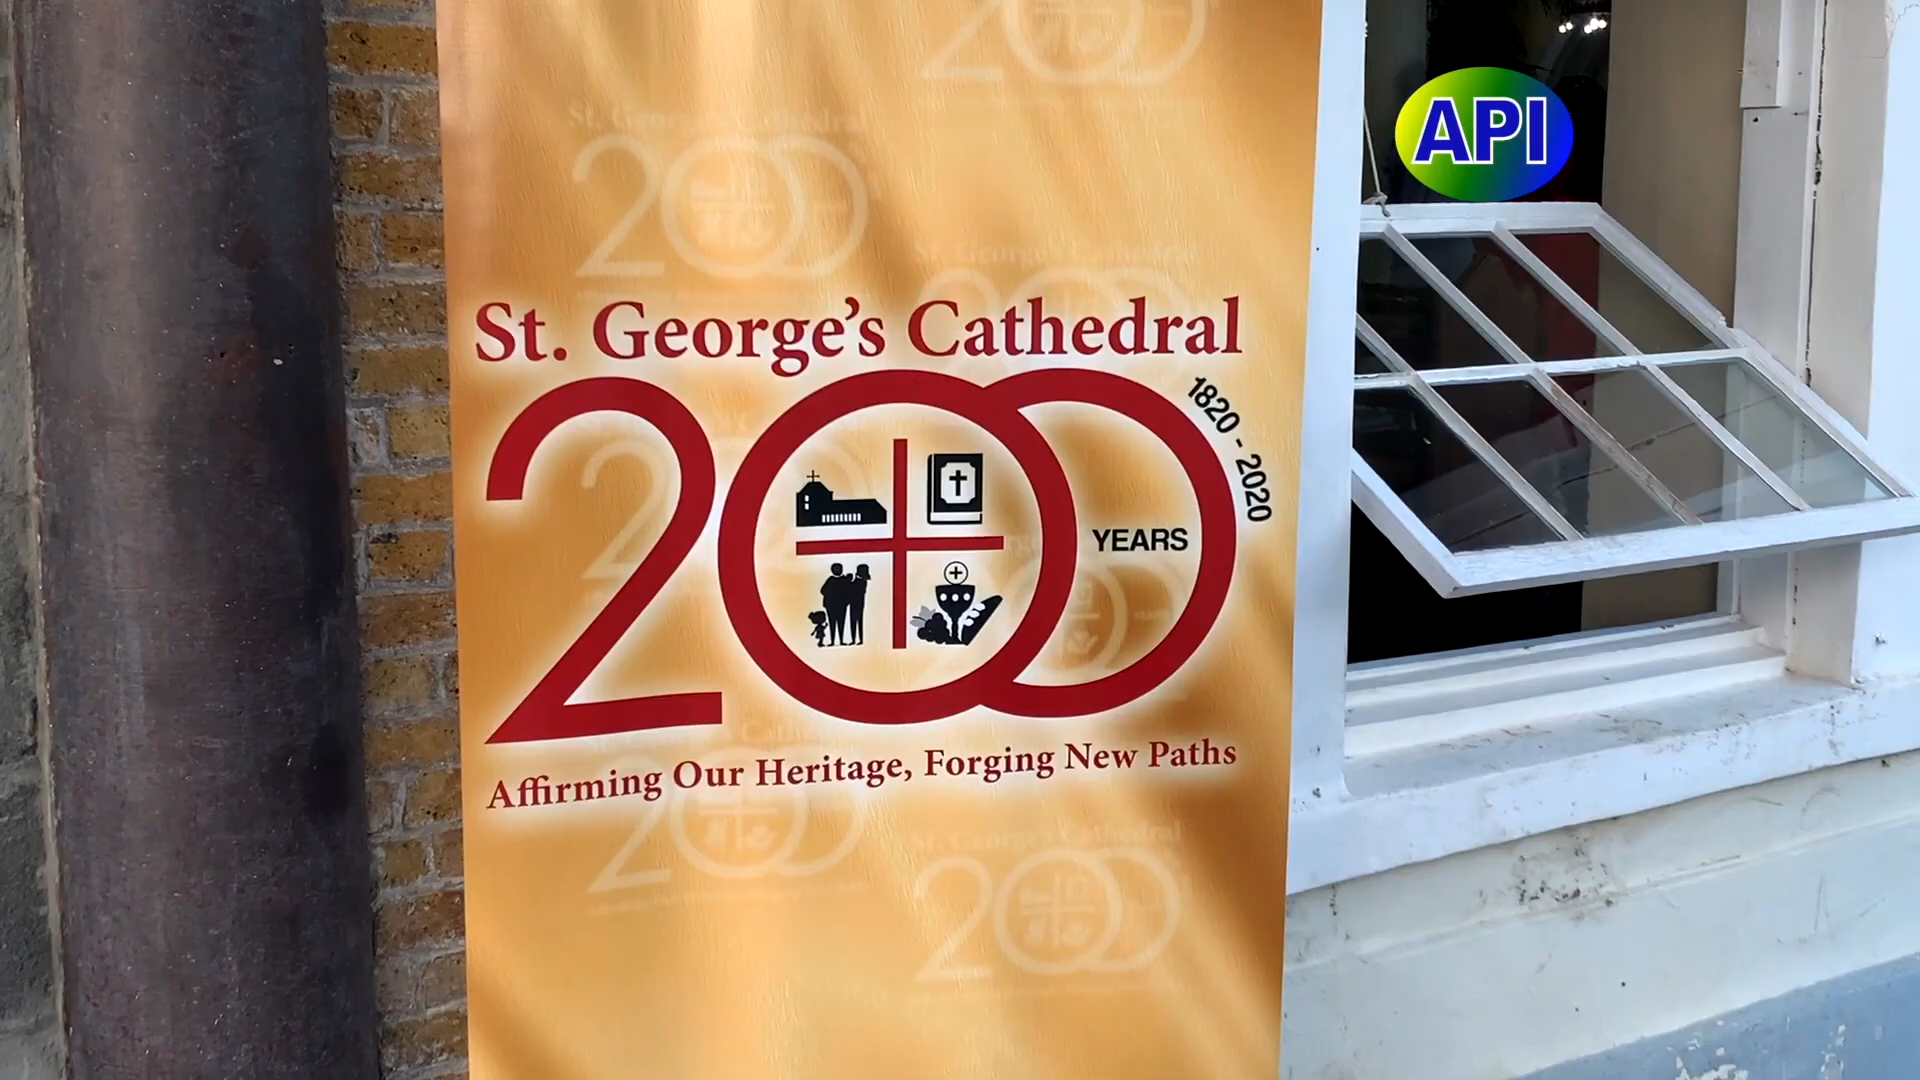 API
St. George's Cathedral
200
1820 - 2020
YEARS
Affirming Our Heritage, Forging New Paths